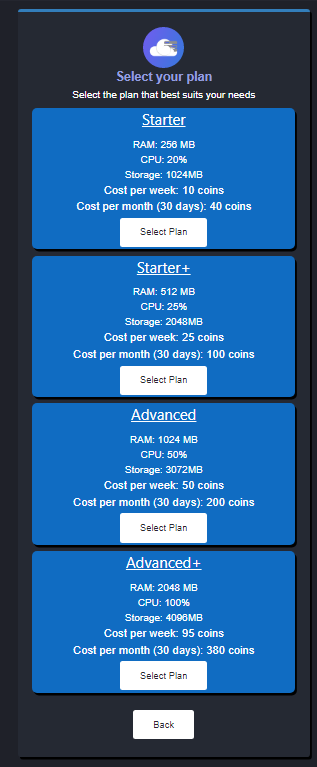 Select your plan
Select the plan that best suits your needs
Starter
RAM: 256 MB
CPU: 20%
Storage: 1024MB
Cost per week: 10 coins
Cost per month (30 days): 40 coins
Select Plan
Starter+
RAM: 512 MB
CPU: 25%
Storage: 2048MB
Cost per week: 25 coins
Cost per month (30 days): 100 coins
Select Plan
Advanced
RAM: 1024 MB
CPU: 50%
Storage: 3072MB
Cost per week: 50 coins
Cost per month (30 days): 200 coins
Select Plan
Advanced+
RAM: 2048 MB
CPU: 100%
Storage: 4096MB
Cost per week: 95 coins
Cost per month (30 days): 380 coins
Select Plan
Back